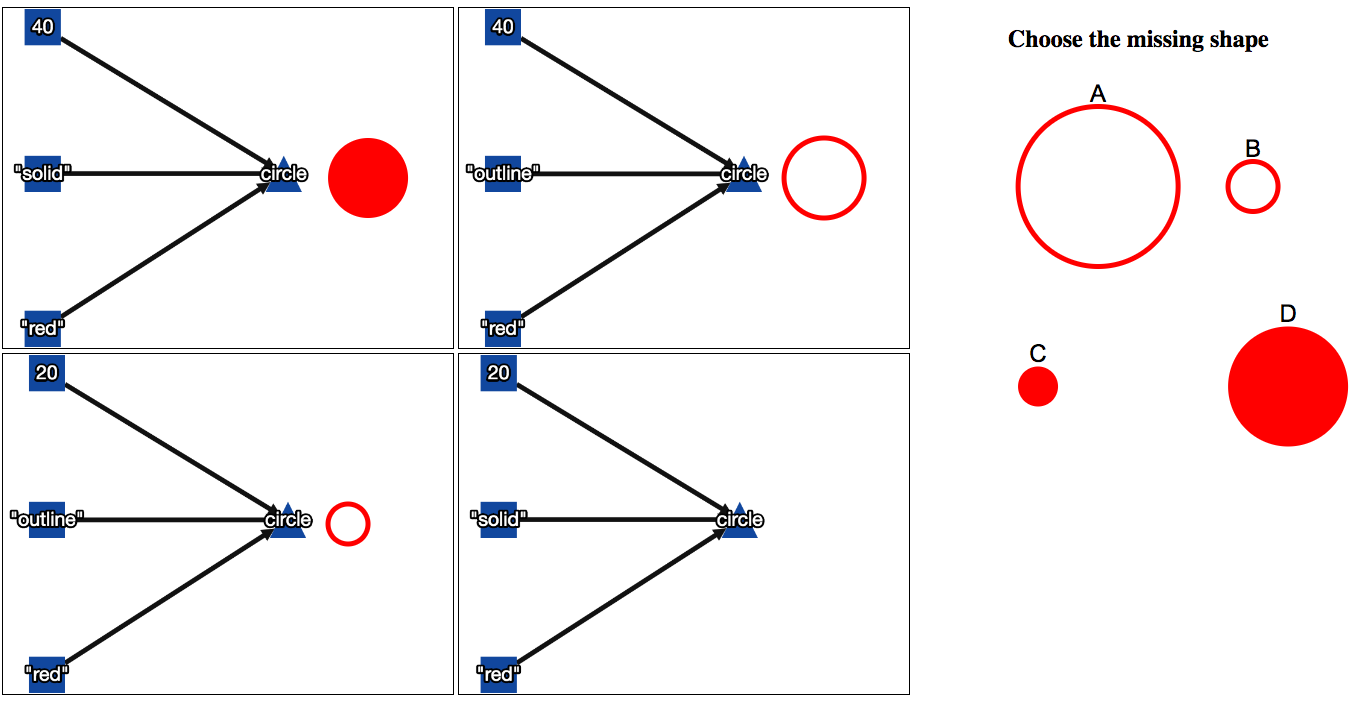 40
"solid"
circle
"red"
40
"outline"
circle
"red"
20
"outline"
circle
"red"
20
"solid"
circle
"red"
Choose the missing shape
A
B
C
D